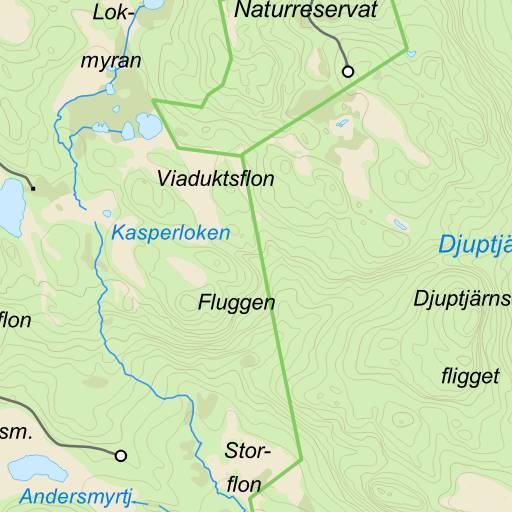 Lok-
myran
Naturreservat
Viaduktsflon
Kasperloken
Djuptjä
Fluggen
Djuptjärns
flon
fligget
sm.
Stor-
flon
Andersmyrtj